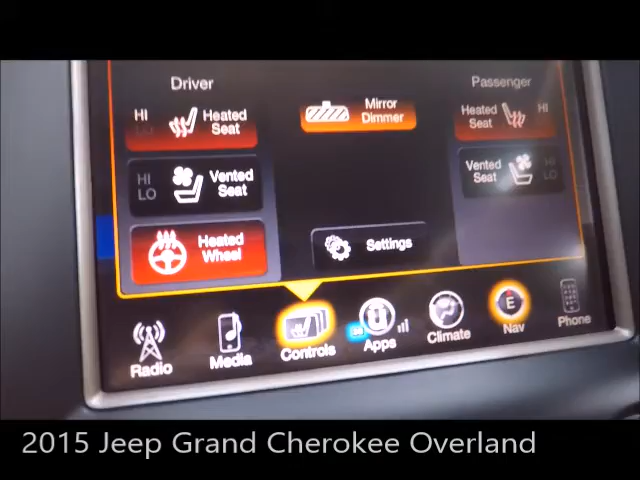 Driver
Passenger
HI
LO
Heated
Seat
Mirror
Dimmer
Heated
Seat
HI
HI
LO
Vented
Seat
Vented
Seat
HI
LO
Heated
Wheel
Settings
Radio
Media
Controls
Apps
Climate
E
Nav
Phone
2015 Jeep Grand Cherokee Overland